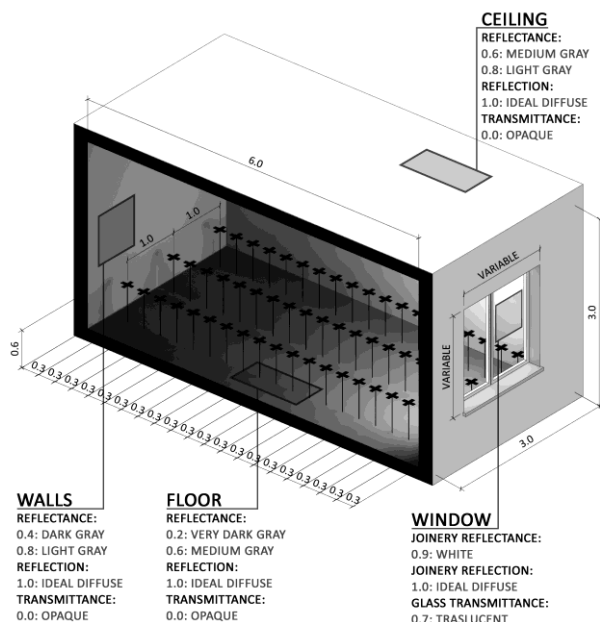 CEILING
REFLECTANCE:
0.6: MEDIUM GRAY
0.8: LIGHT GRAY
REFLECTION:
1.0: IDEAL DIFFUSE
TRANSMITTANCE:
0.0: OPAQUE
6.0
1.0
1.0
VARIABLE
VARIABLE
3.0
3.0
0.6
0.3 0.3 0.3 0.3 0.3 0.3 0.3 0.3 0.3 0.3 0.3 0.3 0.3 0.3 0.3 0.3 0.3 0.3 0.3 0.3
WALLS
REFLECTANCE:
0.4: DARK GRAY
0.8: LIGHT GRAY
REFLECTION:
1.0: IDEAL DIFFUSE
TRANSMITTANCE:
0.0: OPAQUE
FLOOR
REFLECTANCE:
0.2: VERY DARK GRAY
0.6: MEDIUM GRAY
REFLECTION:
1.0: IDEAL DIFFUSE
TRANSMITTANCE:
0.0: OPAQUE
WINDOW
JOINERY REFLECTANCE:
0.9: WHITE
JOINERY REFLECTION:
1.0: IDEAL DIFFUSE
GLASS TRANSMITTANCE:
0.7: TRASLUCENT